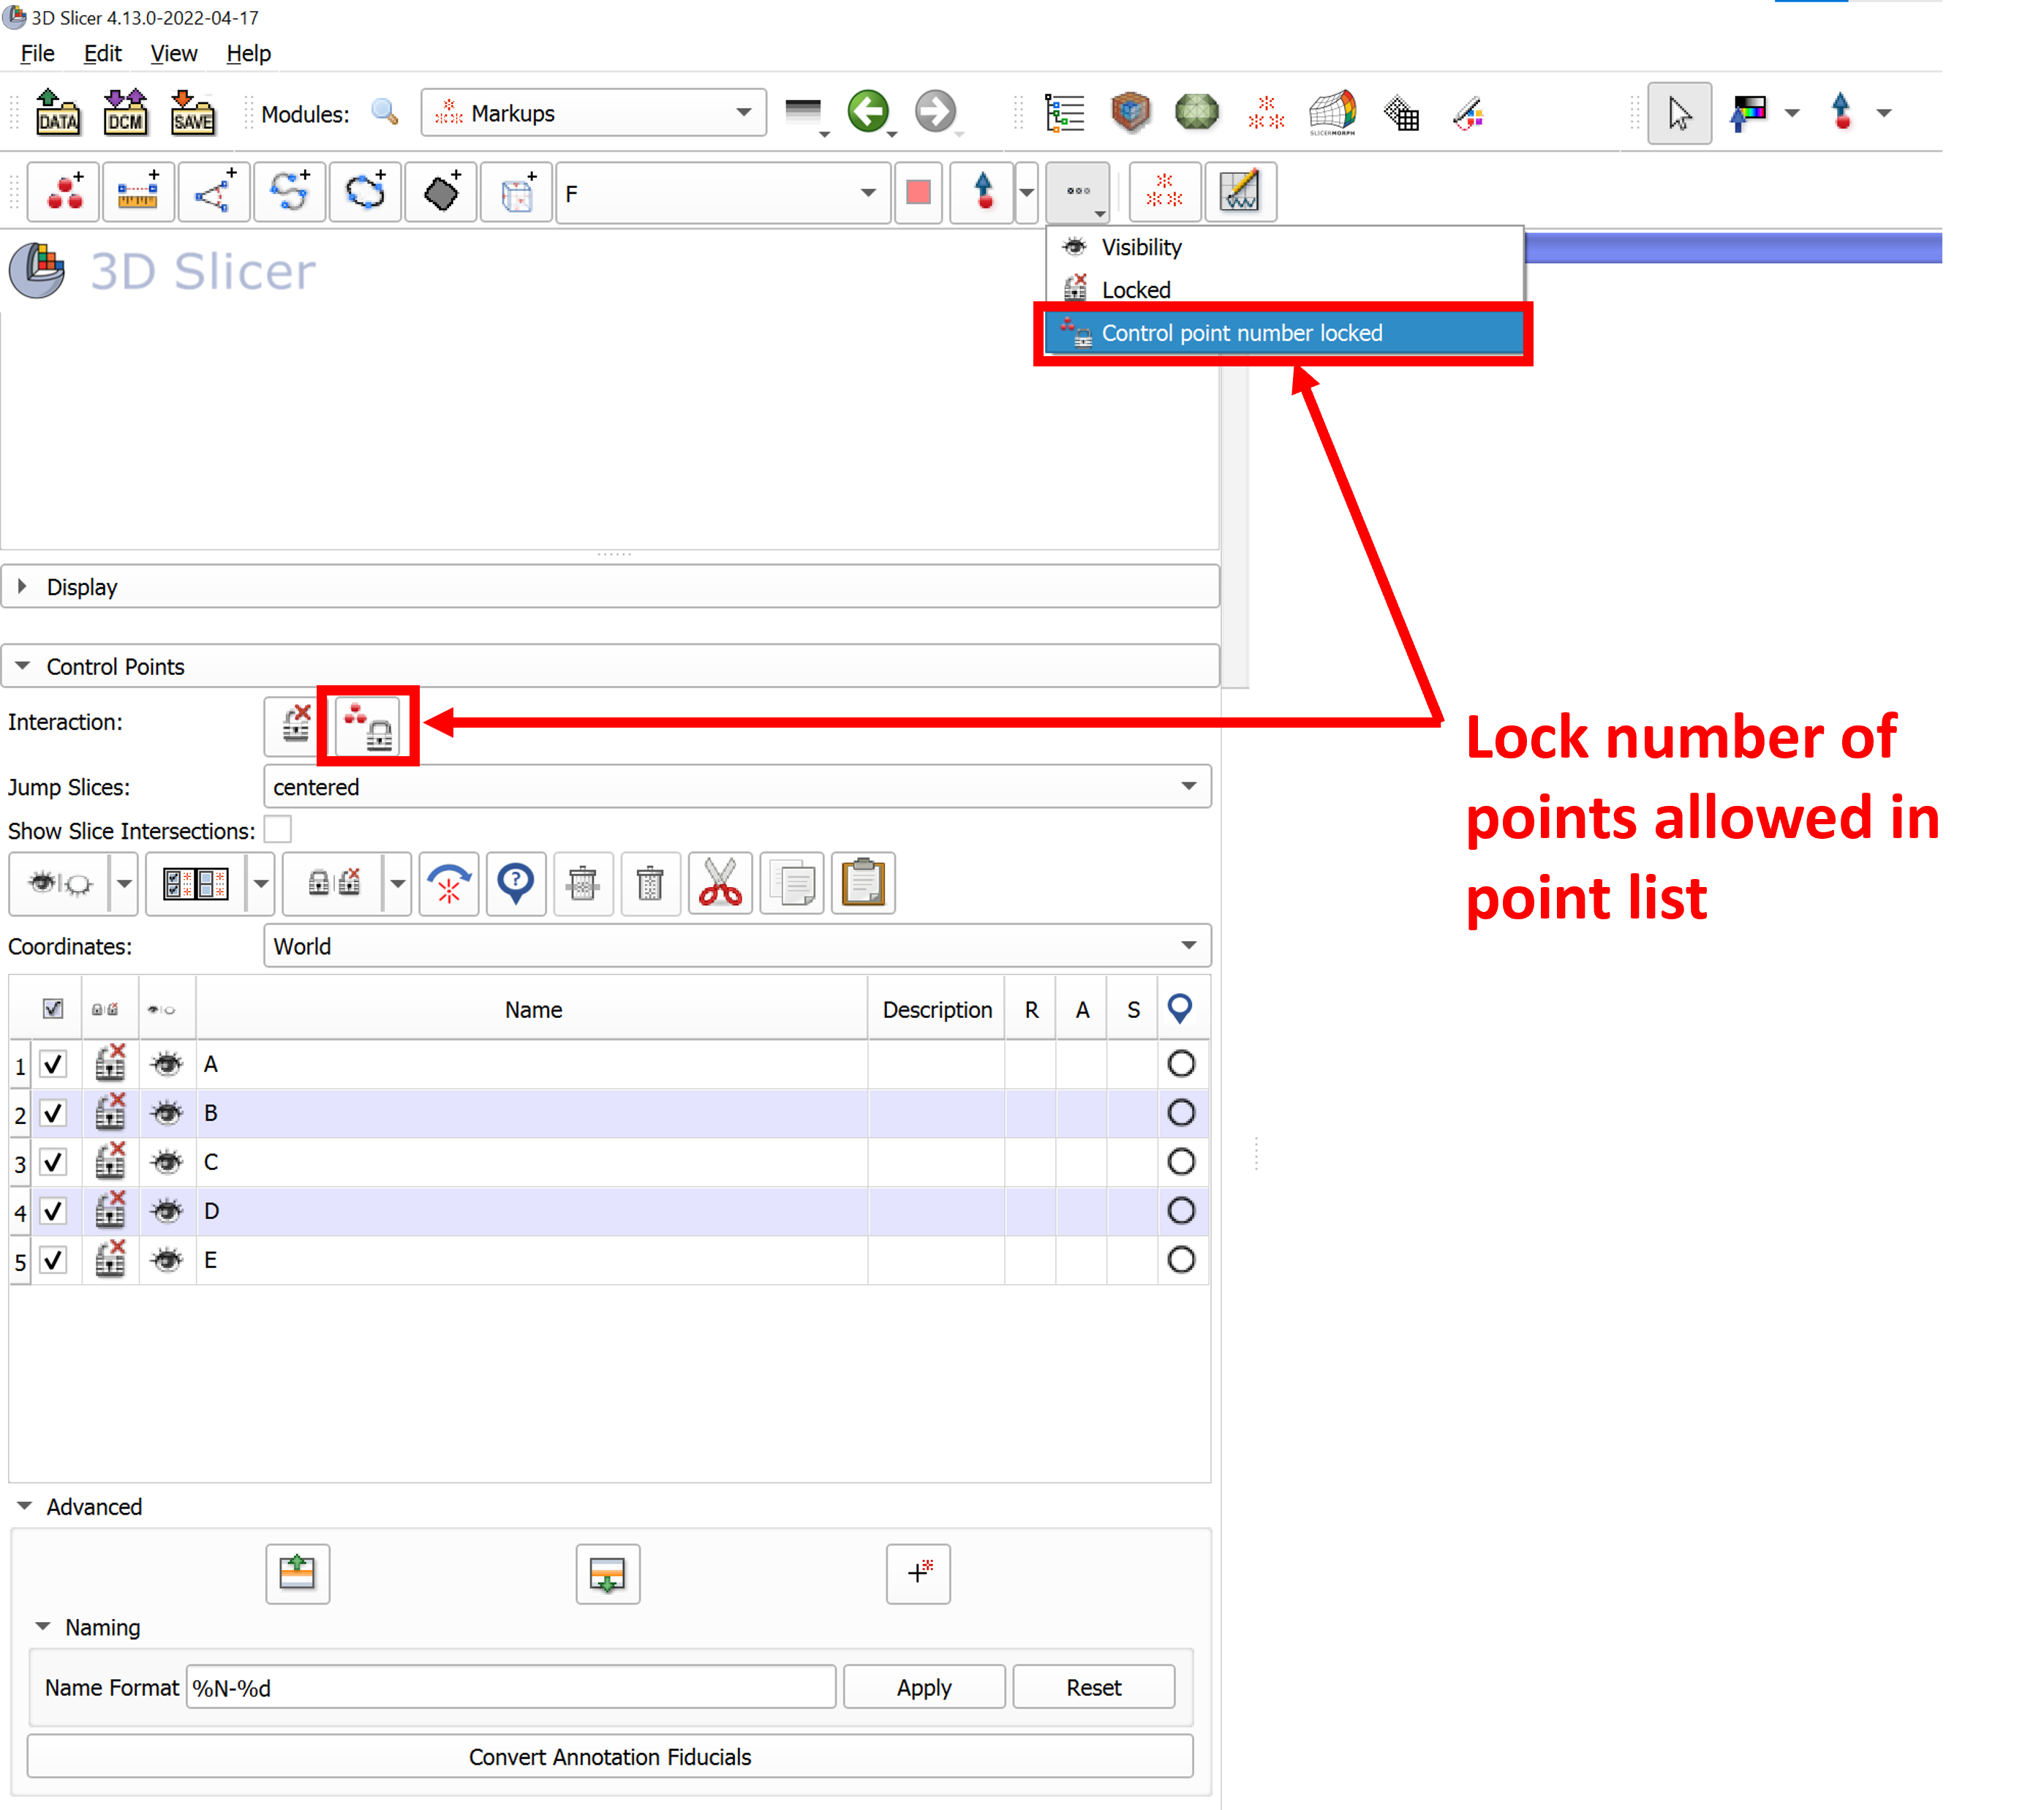 3D Slicer 4.13.0-2022-04-17
File Edit View Help
DATA DCM SAVE Modules: Markups SLICERMORPH
F
3D Slicer
Visibility
Locked
Control point number locked
Display
Control Points
Interaction:
Lock number of
points allowed in
point list
Jump Slices: centered
Show Slice Intersections:
Coordinates: World
Name Description R A S
1 A
2 B
3 C
4 D
5 E
Advanced
Naming
Name Format %N-%d Apply Reset
Convert Annotation Fiducials